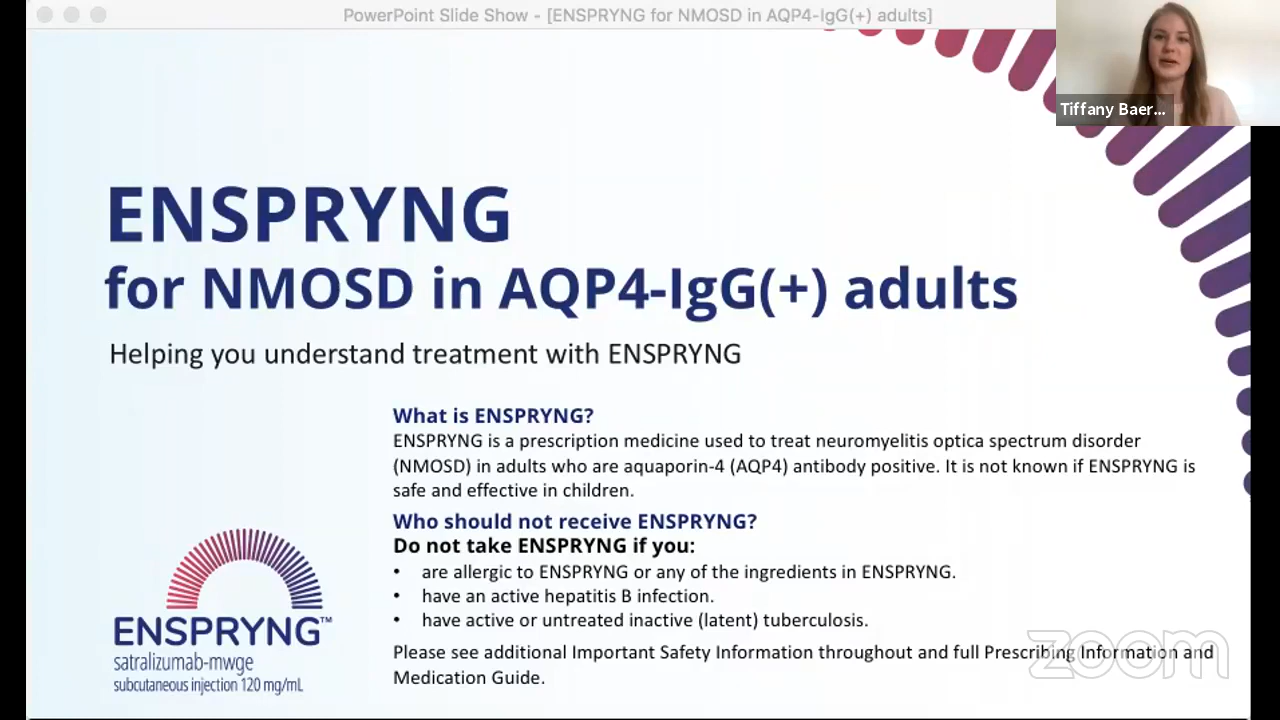 PowerPoint Slide Show - [ENSPRYNG for NMOSD in AQP4-IgG(+) adults]
Tiffany Baer...
ENSPRYNG
for NMOSD in AQP4-IgG(+) adults
Helping you understand treatment with ENSPRYNG
What is ENSPRYNG?
ENSPRYNG is a prescription medicine used to treat neuromyelitis optica spectrum disorder
(NMOSD) in adults who are aquaporin-4 (AQP4) antibody positive. It is not known if ENSPRYNG is
safe and effective in children.
Who should not receive ENSPRYNG?
Do not take ENSPRYNG if you:
• are allergic to ENSPRYNG or any of the ingredients in ENSPRYNG.
• have an active hepatitis B infection.
• have active or untreated inactive (latent) tuberculosis.
Please see additional Important Safety Information throughout and full Prescribing Information and
Medication Guide.
ENSPRYNG™
satralizumab-mwge
subcutaneous injection 120 mg/mL
zoom